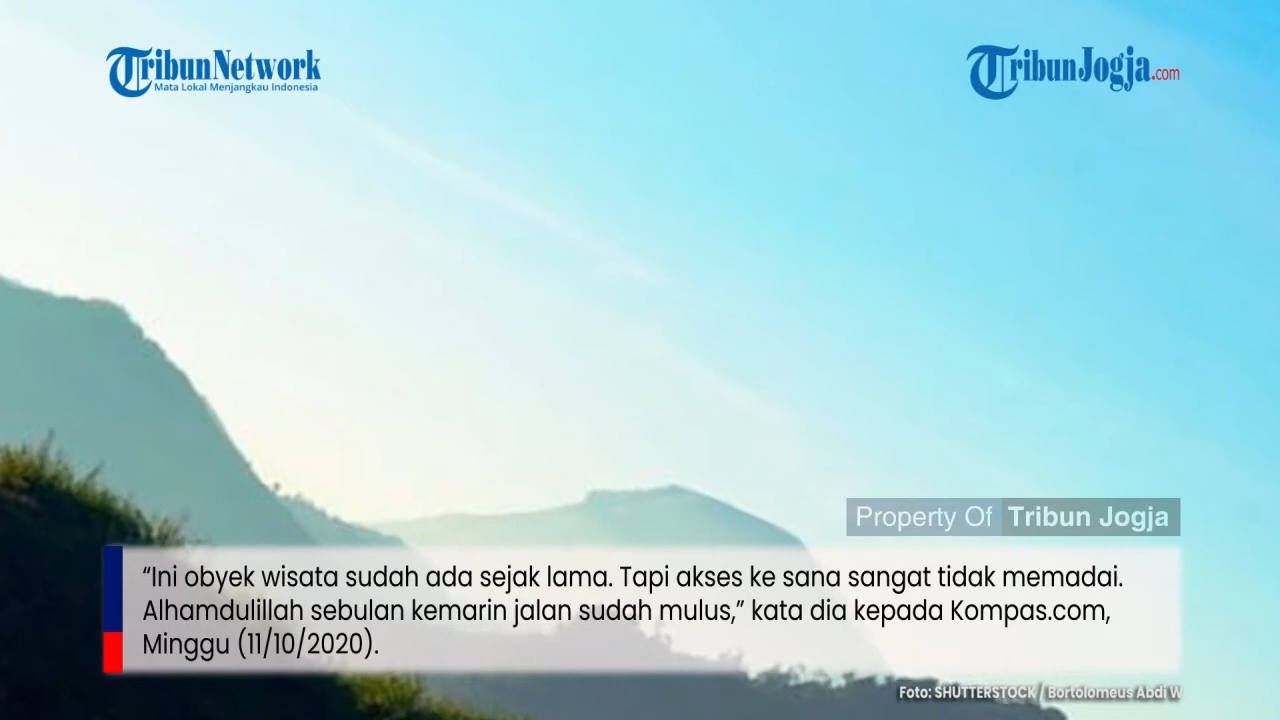 TribunNetwork
Mata Lokal Menjangkau Indonesia
TribunJogja.com
Property Of Tribun Jogja
“Ini obyek wisata sudah ada sejak lama. Tapi akses ke sana sangat tidak memadai.
Alhamdulillah sebulan kemarin jalan sudah mulus,” kata dia kepada Kompas.com,
Minggu (11/10/2020).
Foto: SHUTTERSTOCK / Bortolomeus Abdi W